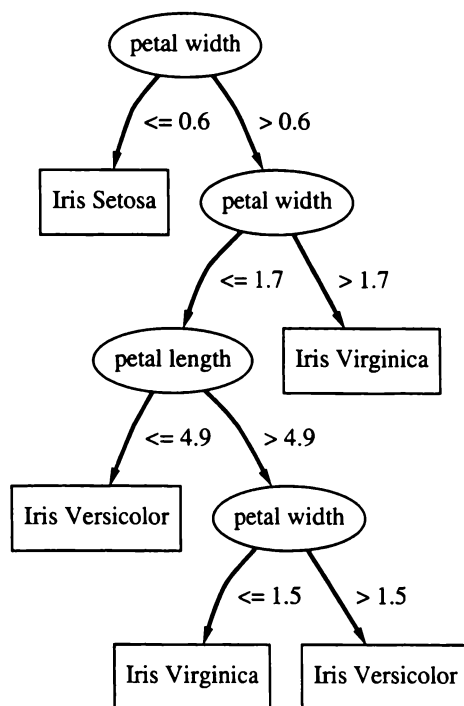 petal width
<= 0.6
> 0.6
Iris Setosa
petal width
<= 1.7
> 1.7
petal length
Iris Virginica
<= 4.9
> 4.9
Iris Versicolor
petal width
<= 1.5
> 1.5
Iris Virginica
Iris Versicolor